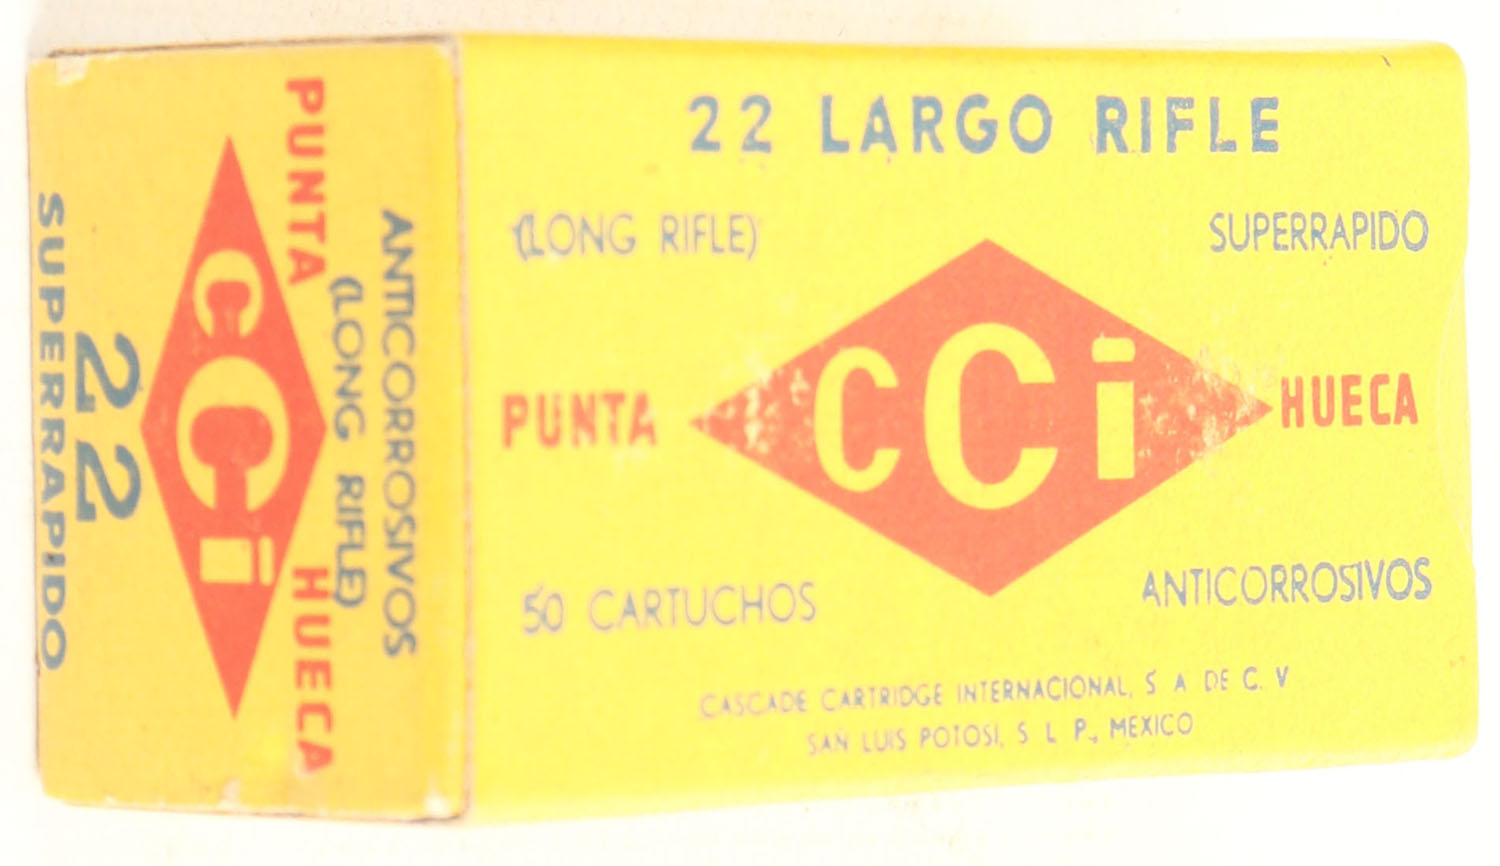 22 LARGO RIFLE
(LONG RIFLE) SUPERRAPIDO
PUNTA CCi HUECA
50 CARTUCHOS ANTICORROSIVOS
CASCADE CARTRIDGE INTERNACIONAL, S A DE C. V
SAN LUIS POTOSI, S L P., MEXICO
ANTICORROSIVOS
(LONG RIFLE)
PUNTA HUECA
CCi
22
SUPERRAPIDO